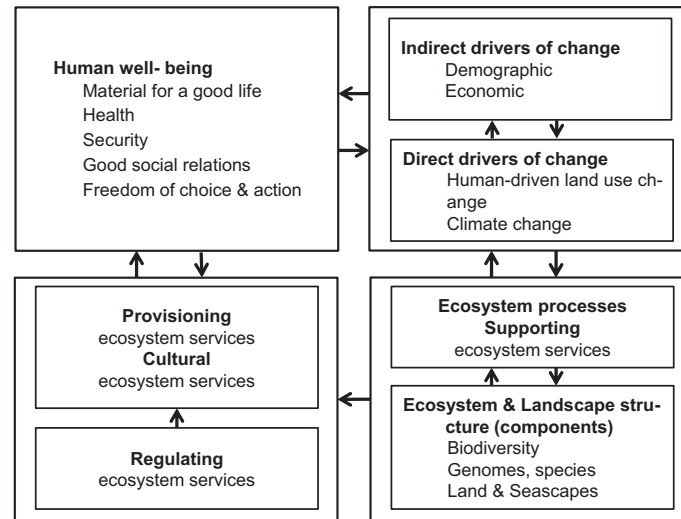 Human well- being
Material for a good life
Health
Security
Good social relations
Freedom of choice & action
Indirect drivers of change
Demographic
Economic
Direct drivers of change
Human-driven land use ch-
ange
Climate change
Provisioning
ecosystem services
Cultural
ecosystem services
Regulating
ecosystem services
Ecosystem processes
Supporting
ecosystem services
Ecosystem & Landscape stru-
cture (components)
Biodiversity
Genomes, species
Land & Seascapes